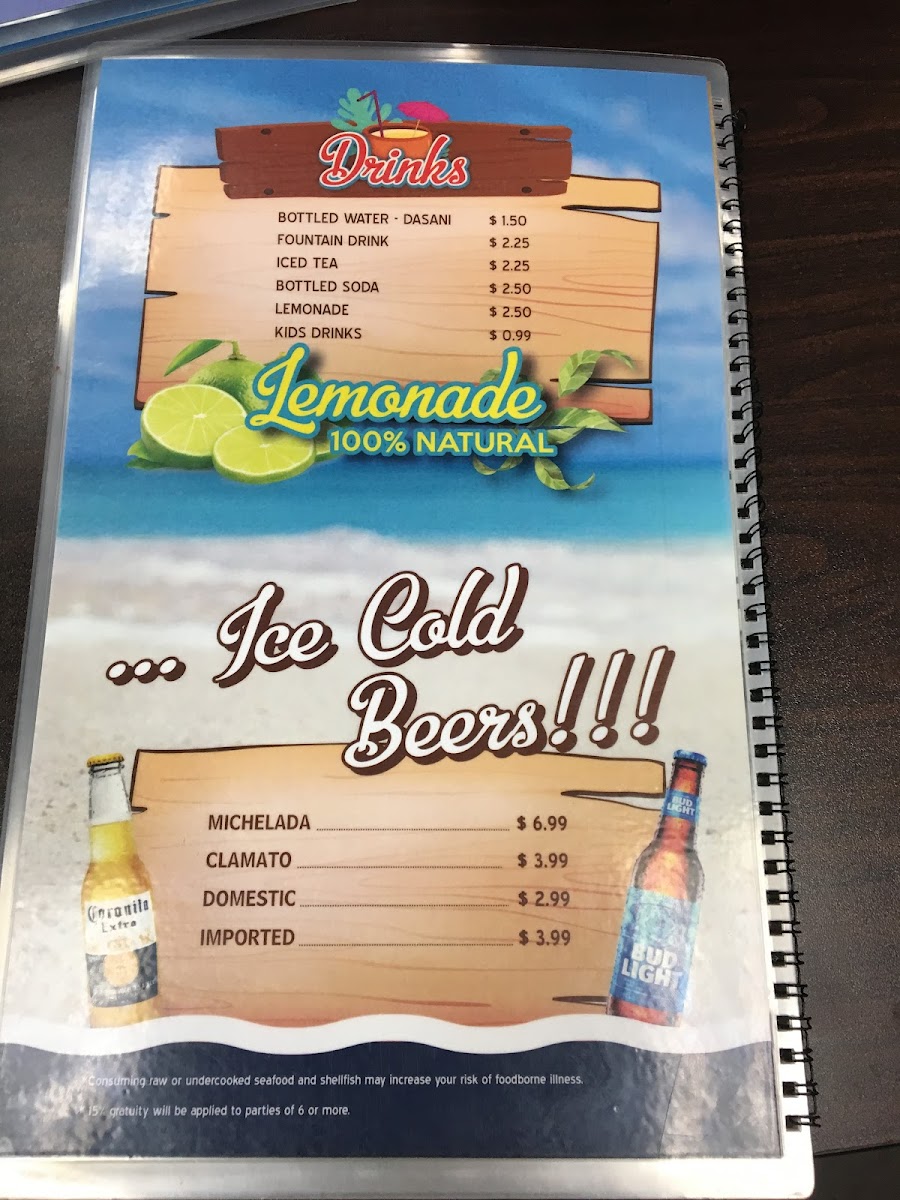 Drinks
BOTTLED WATER - DASANI $ 1.50
FOUNTAIN DRINK $ 2.25
ICED TEA $ 2.25
BOTTLED SODA $ 2.50
LEMONADE $ 2.50
KIDS DRINKS $ 0.99
Lemonade
100% NATURAL
... Ice Cold
Beers!!!
MICHELADA $ 6.99
CLAMATO $ 3.99
DOMESTIC $ 2.99
IMPORTED $ 3.99
Coronita
Extra
BUD
LIGHT
BUD
LIGHT
*Consuming raw or undercooked seafood and shellfish may increase your risk of foodborne illness.
* 15% gratuity will be applied to parties of 6 or more.